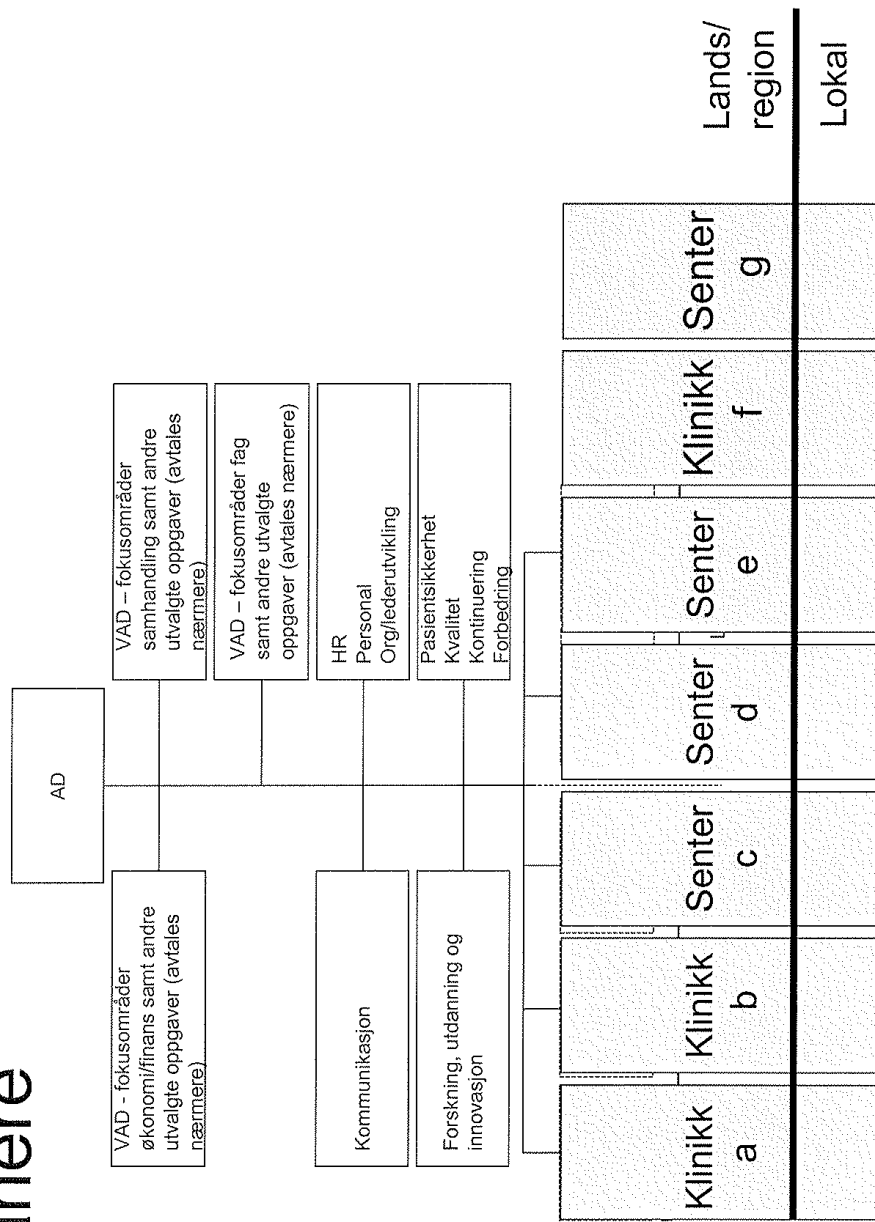 AD
VAD - fokusområder
økonomi/finans samt andre
utvalgte oppgaver (avtales
nærmere)
VAD – fokusområder
samhandling samt andre
utvalgte oppgaver (avtales
nærmere)
VAD – fokusområder fag
samt andre utvalgte
oppgaver (avtales nærmere)
Kommunikasjon
HR
Personal
Org/lederutvikling
Forskning, utdanning og
innovasjon
Pasientsikkerhet
Kvalitet
Kontinuering
Forbedring
Klinikk
a
Klinikk
b
Senter
c
Senter
d
Senter
e
Klinikk
f
Senter
g
Lands/
region
Lokal